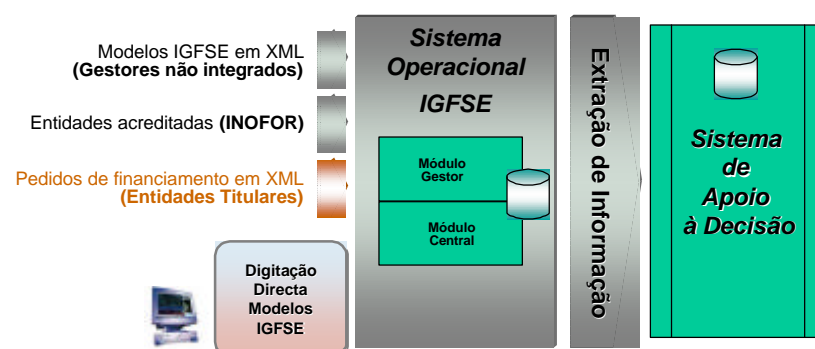 Modelos IGFSE em XML
(Gestores não integrados)
Entidades acreditadas (INOFOR)
Pedidos de financiamento em XML
(Entidades Titulares)
Digitação
Directa
Modelos
IGFSE
Sistema
Operacional
IGFSE
Módulo
Gestor
Módulo
Central
Extração de Informação
Sistema
de
Apoio
à Decisão